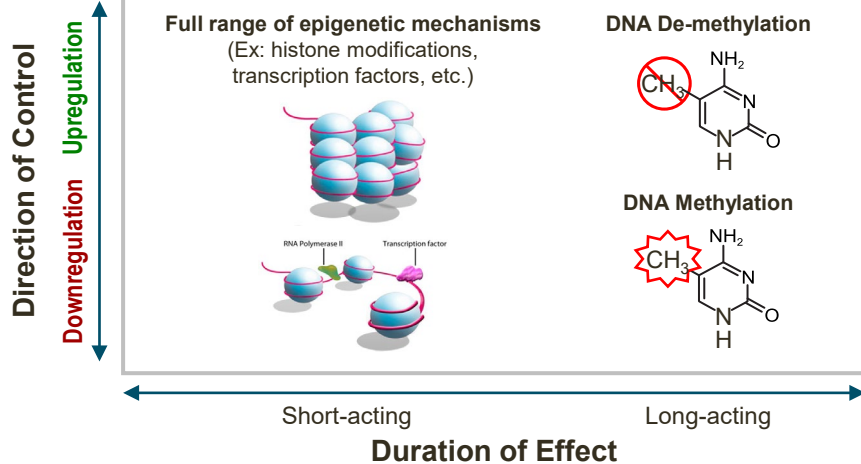 Full range of epigenetic mechanisms
(Ex: histone modifications,
transcription factors, etc.)
DNA De-methylation
CH₃
NH₂
N
O
N
H
DNA Methylation
CH₃
NH₂
N
O
N
H
RNA Polymerase II
Transcription factor
Direction of Control
Upregulation
Downregulation
Short-acting
Long-acting
Duration of Effect